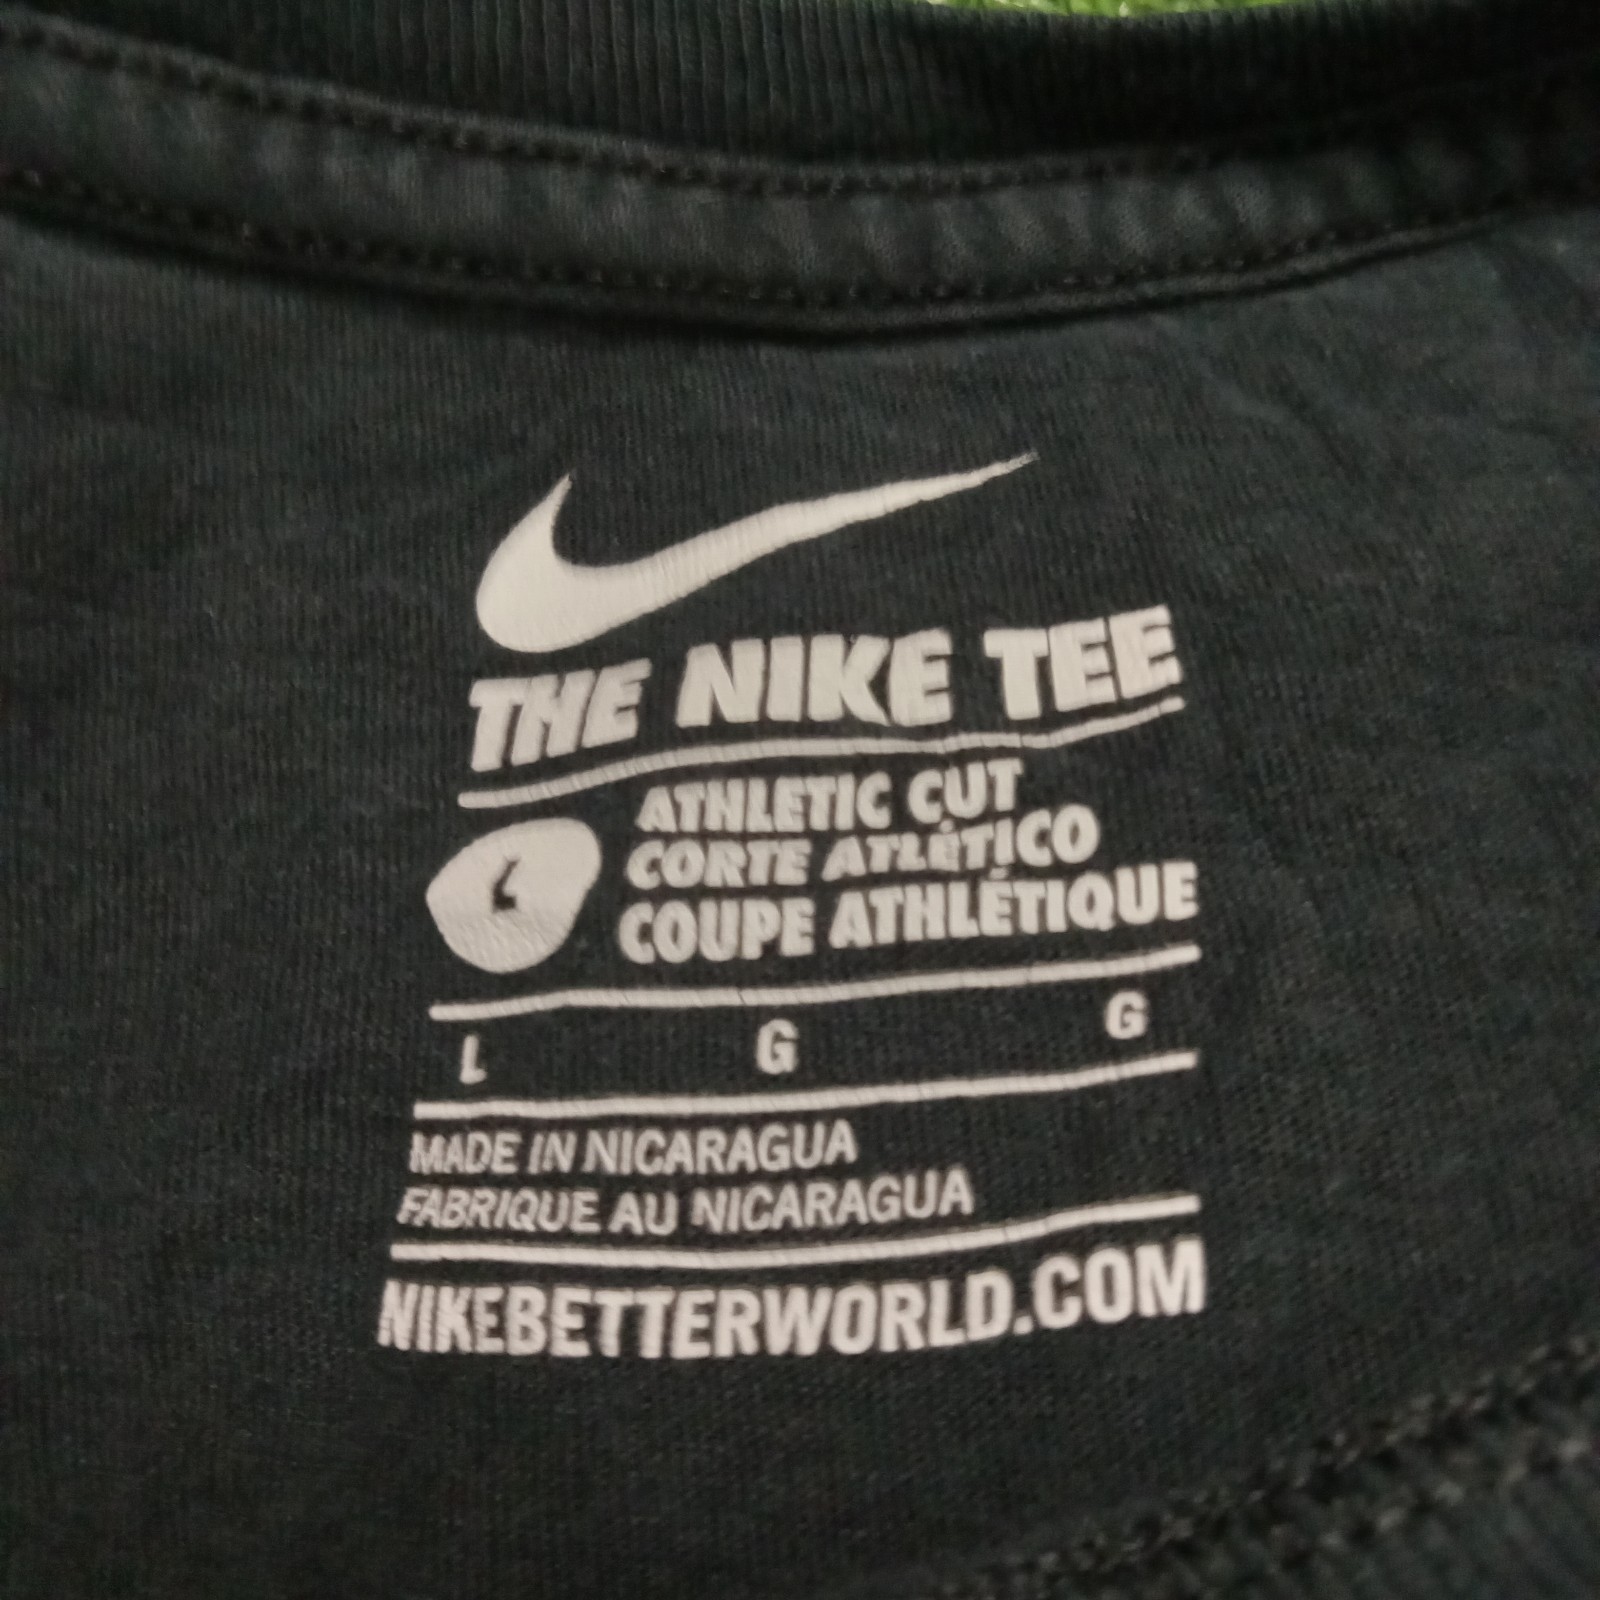 THE NIKE TEE
L
ATHLETIC CUT
CORTE ATLÉTICO
COUPE ATHLÉTIQUE
L G G
MADE IN NICARAGUA
FABRIQUE AU NICARAGUA
NIKEBETTERWORLD.COM